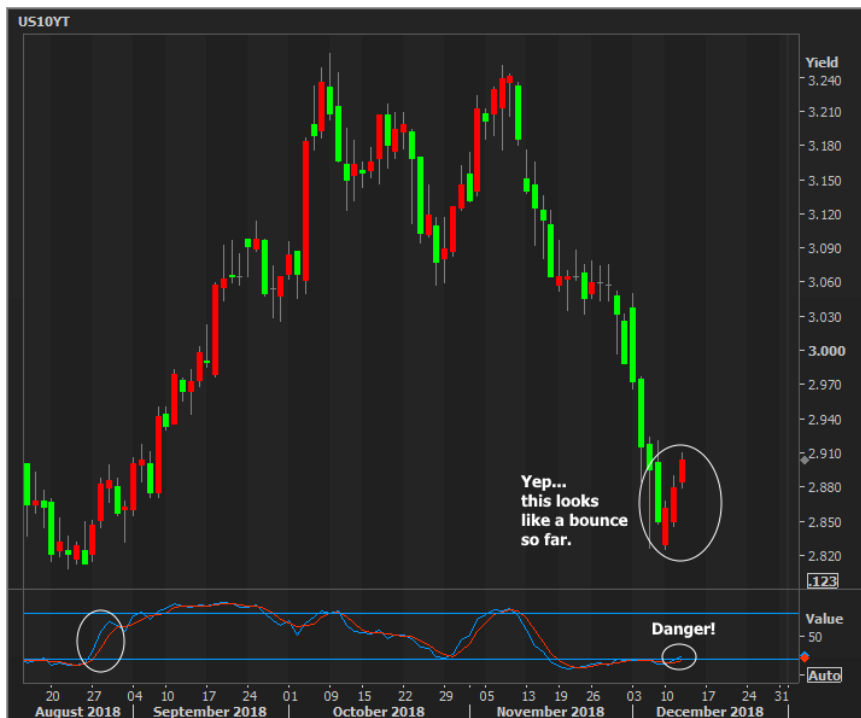 US10YT
Yield
3.240
3.210
3.180
3.150
3.120
3.090
3.060
3.030
3.000
2.970
2.940
2.910
2.880
2.850
2.820
.123
Yep...
this looks
like a bounce
so far.
Danger!
Value
50
Auto
20 27 04 10 17 24 01 09 15 22 29 05 12 19 26 03 10 17 24 31
August 2018 September 2018 October 2018 November 2018 December 2018